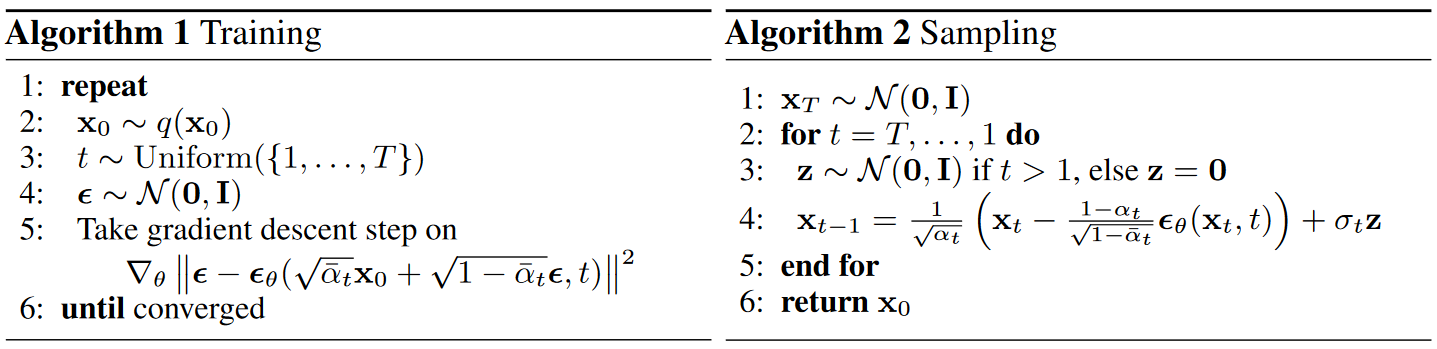 Algorithm 1 Training
1: repeat
2: x₀ ∼ q(x₀)
3: t ∼ Uniform({1, . . . , T})
4: ϵ ∼ 𝒩(0, I)
5: Take gradient descent step on
∇_θ ‖ϵ − ϵ_θ(√ᾱ_t x₀ + √(1 − ᾱ_t) ϵ, t)‖²
6: until converged
Algorithm 2 Sampling
1: x_T ∼ 𝒩(0, I)
2: for t = T, . . . , 1 do
3: z ∼ 𝒩(0, I) if t > 1, else z = 0
4: x_{t−1} = 1/√α_t (x_t − (1−α_t)/√(1−ᾱ_t) ϵ_θ(x_t, t)) + σ_t z
5: end for
6: return x₀